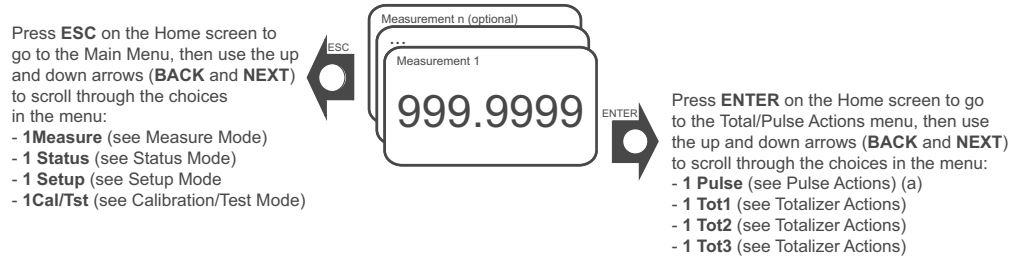 Press ESC on the Home screen to
go to the Main Menu, then use the up
and down arrows (BACK and NEXT)
to scroll through the choices
in the menu:
- 1Measure (see Measure Mode)
- 1 Status (see Status Mode)
- 1 Setup (see Setup Mode
- 1Cal/Tst (see Calibration/Test Mode)
ESC
Measurement n (optional)
...
Measurement 1
999.9999
ENTER
Press ENTER on the Home screen to go
to the Total/Pulse Actions menu, then use
the up and down arrows (BACK and NEXT)
to scroll through the choices in the menu:
- 1 Pulse (see Pulse Actions) (a)
- 1 Tot1 (see Totalizer Actions)
- 1 Tot2 (see Totalizer Actions)
- 1 Tot3 (see Totalizer Actions)